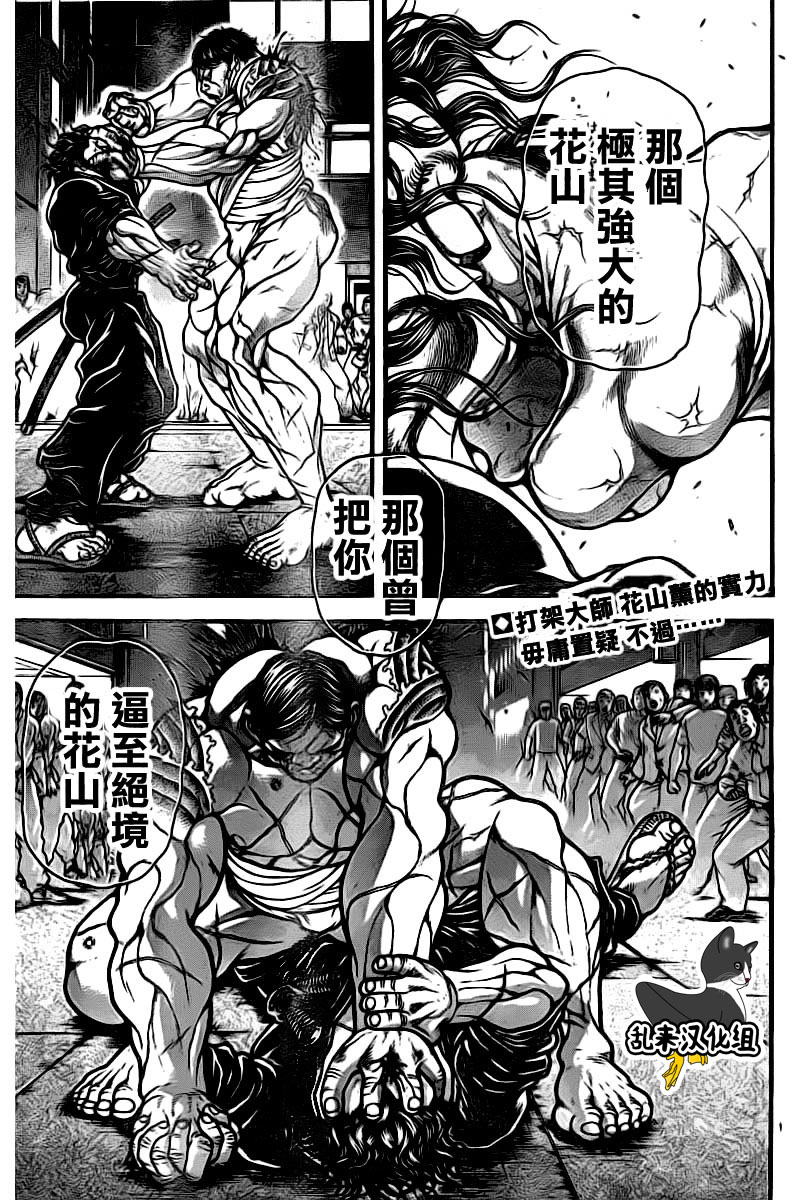 那個
極其強大的
花山
那個曾
把你
◆打架大師 花山薰的實力
毋庸置疑 不過……
逼至絕境
的花山
乱来汉化组